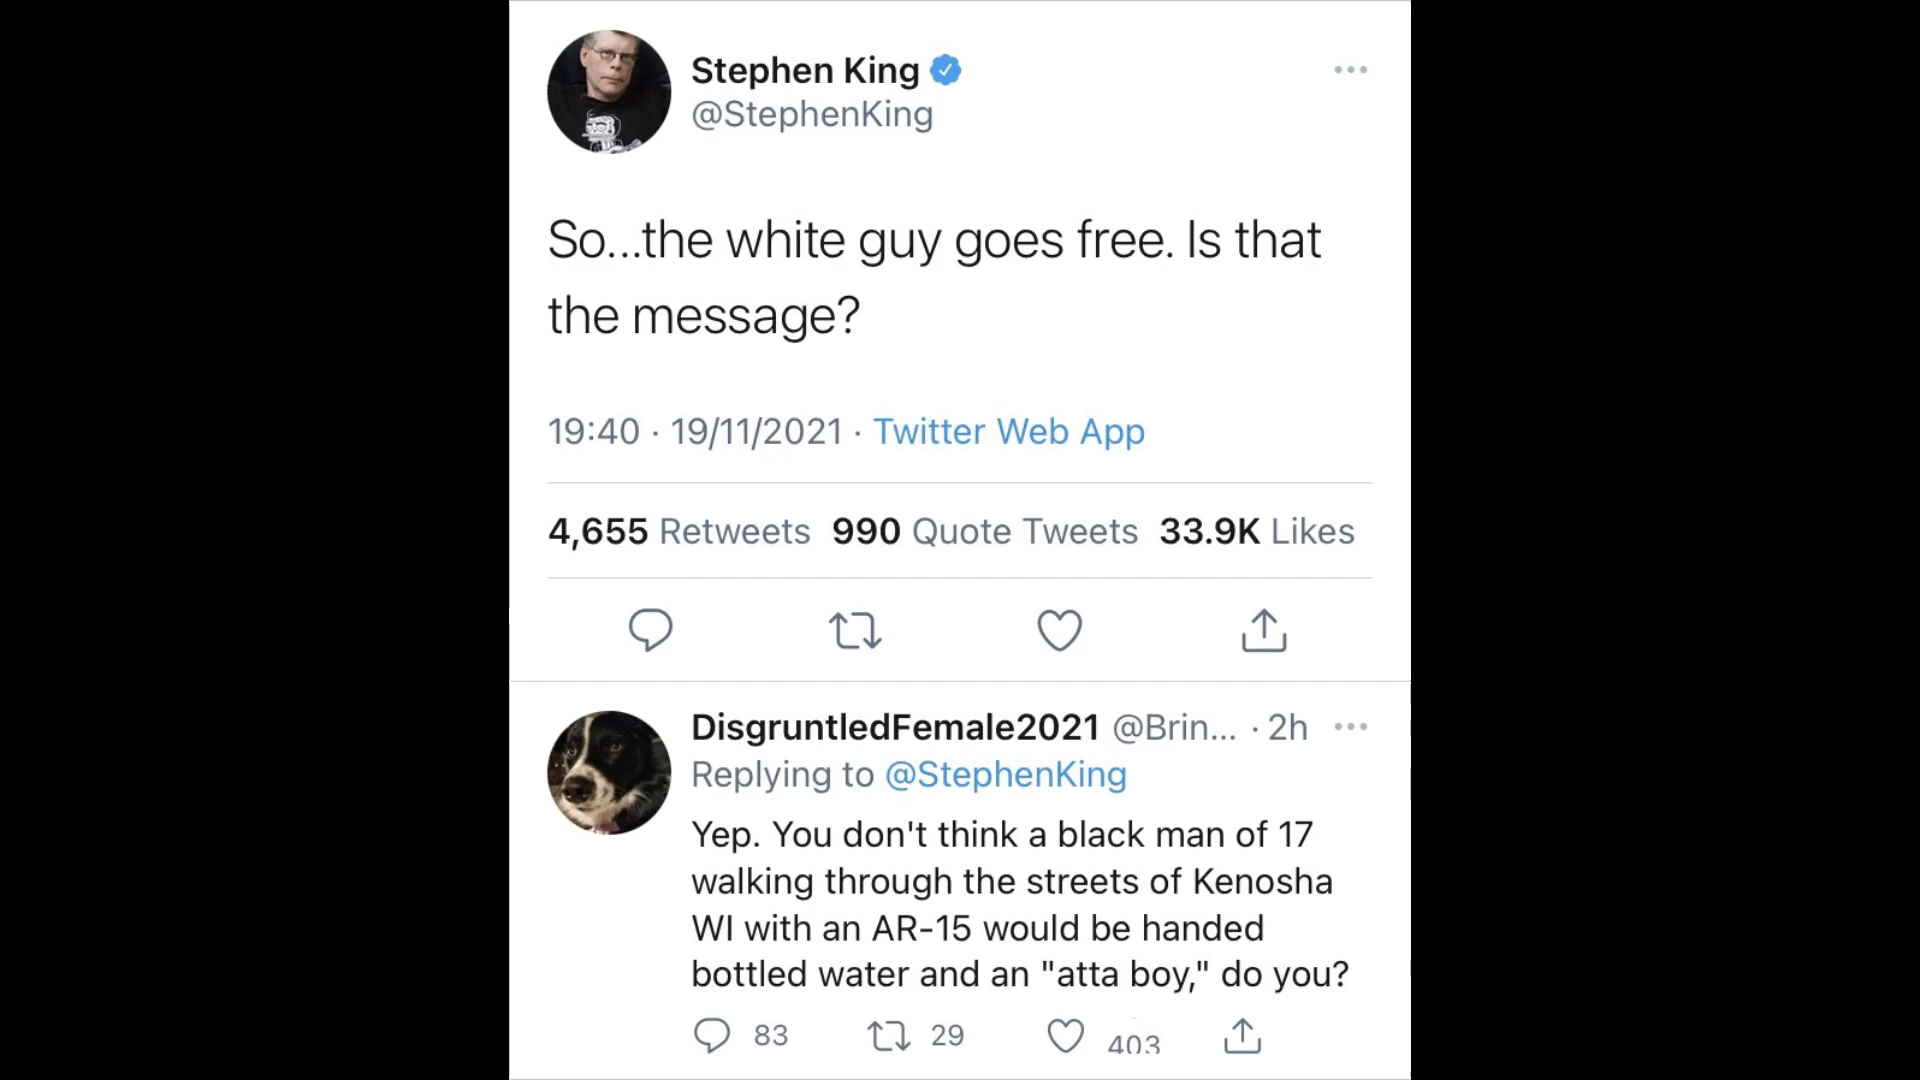 Stephen King
@StephenKing
So...the white guy goes free. Is that
the message?
19:40 · 19/11/2021 · Twitter Web App
4,655 Retweets 990 Quote Tweets 33.9K Likes
DisgruntledFemale2021 @Brin... · 2h
Replying to @StephenKing
Yep. You don't think a black man of 17
walking through the streets of Kenosha
WI with an AR-15 would be handed
bottled water and an "atta boy," do you?
83 29 403